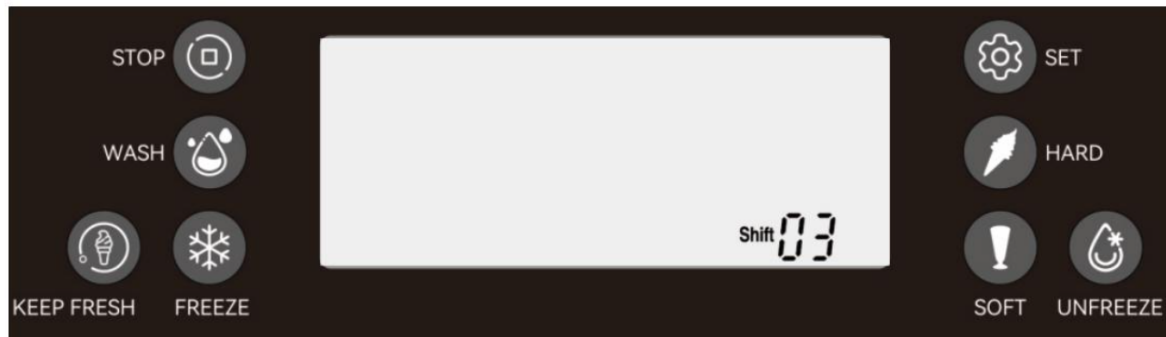 STOP
SET
WASH
HARD
Shift 03
KEEP FRESH
FREEZE
SOFT
UNFREEZE